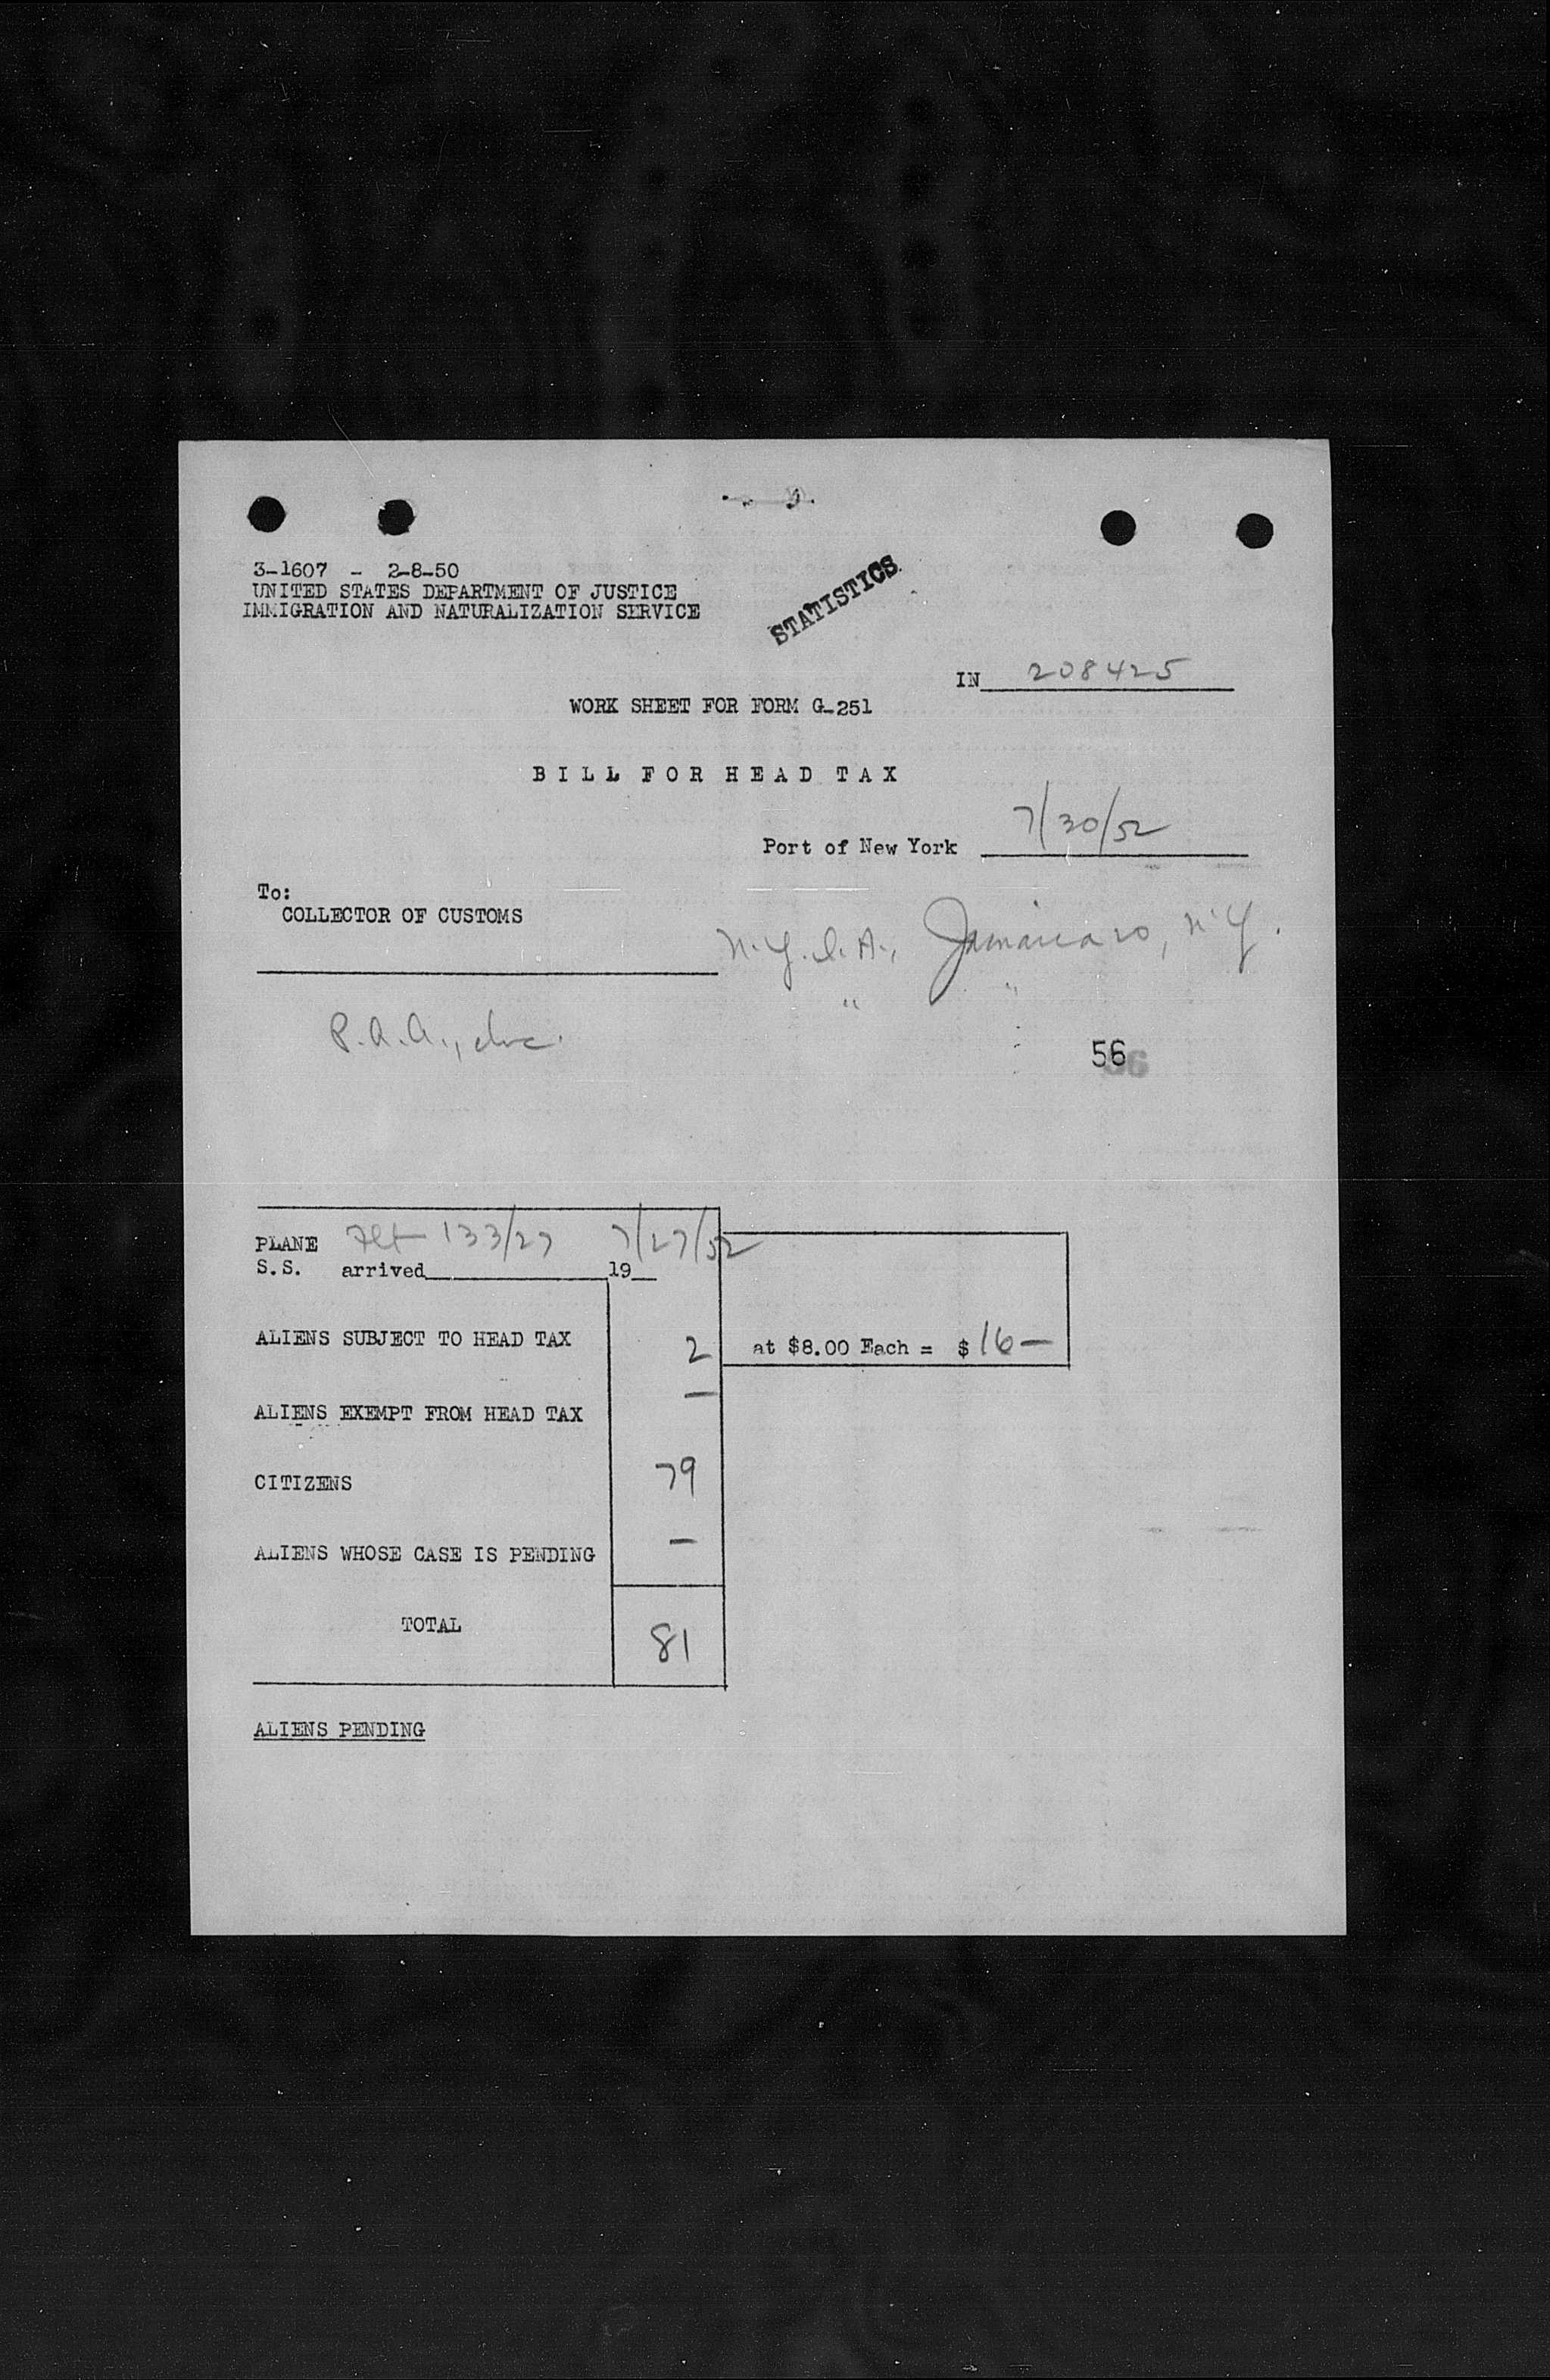 3-1607 - 2-8-50
UNITED STATES DEPARTMENT OF JUSTICE
IMMIGRATION AND NATURALIZATION SERVICE
STATISTICS
IN 208425
WORK SHEET FOR FORM G-251
BILL FOR HEAD TAX
7/30/52
Port of New York
To:
COLLECTOR OF CUSTOMS
N.Y.I.A., Jamaica 20, N.Y.
" "
P.A.A., Inc.
56
PLANE Flt 133/27 7/27/52
S.S. arrived 19
ALIENS SUBJECT TO HEAD TAX 2 at $8.00 Each = $16—
ALIENS EXEMPT FROM HEAD TAX —
CITIZENS 79
ALIENS WHOSE CASE IS PENDING —
TOTAL 81
ALIENS PENDING